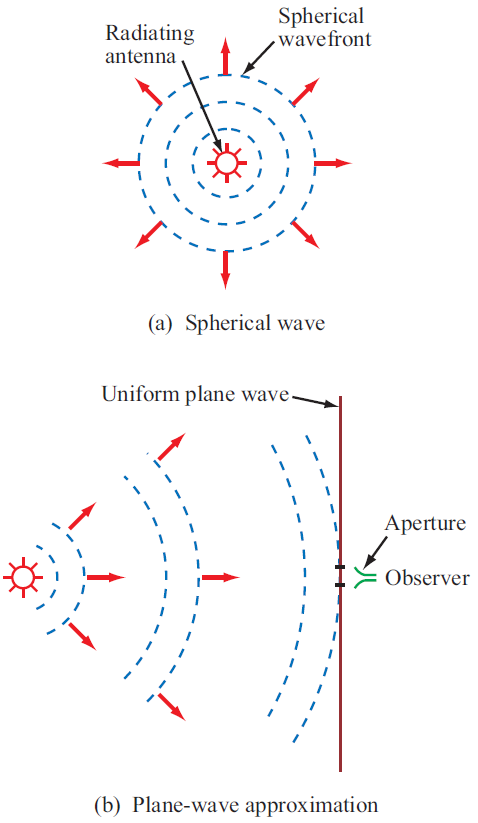 Spherical
wavefront
Radiating
antenna
(a) Spherical wave
Uniform plane wave
Aperture
Observer
(b) Plane-wave approximation